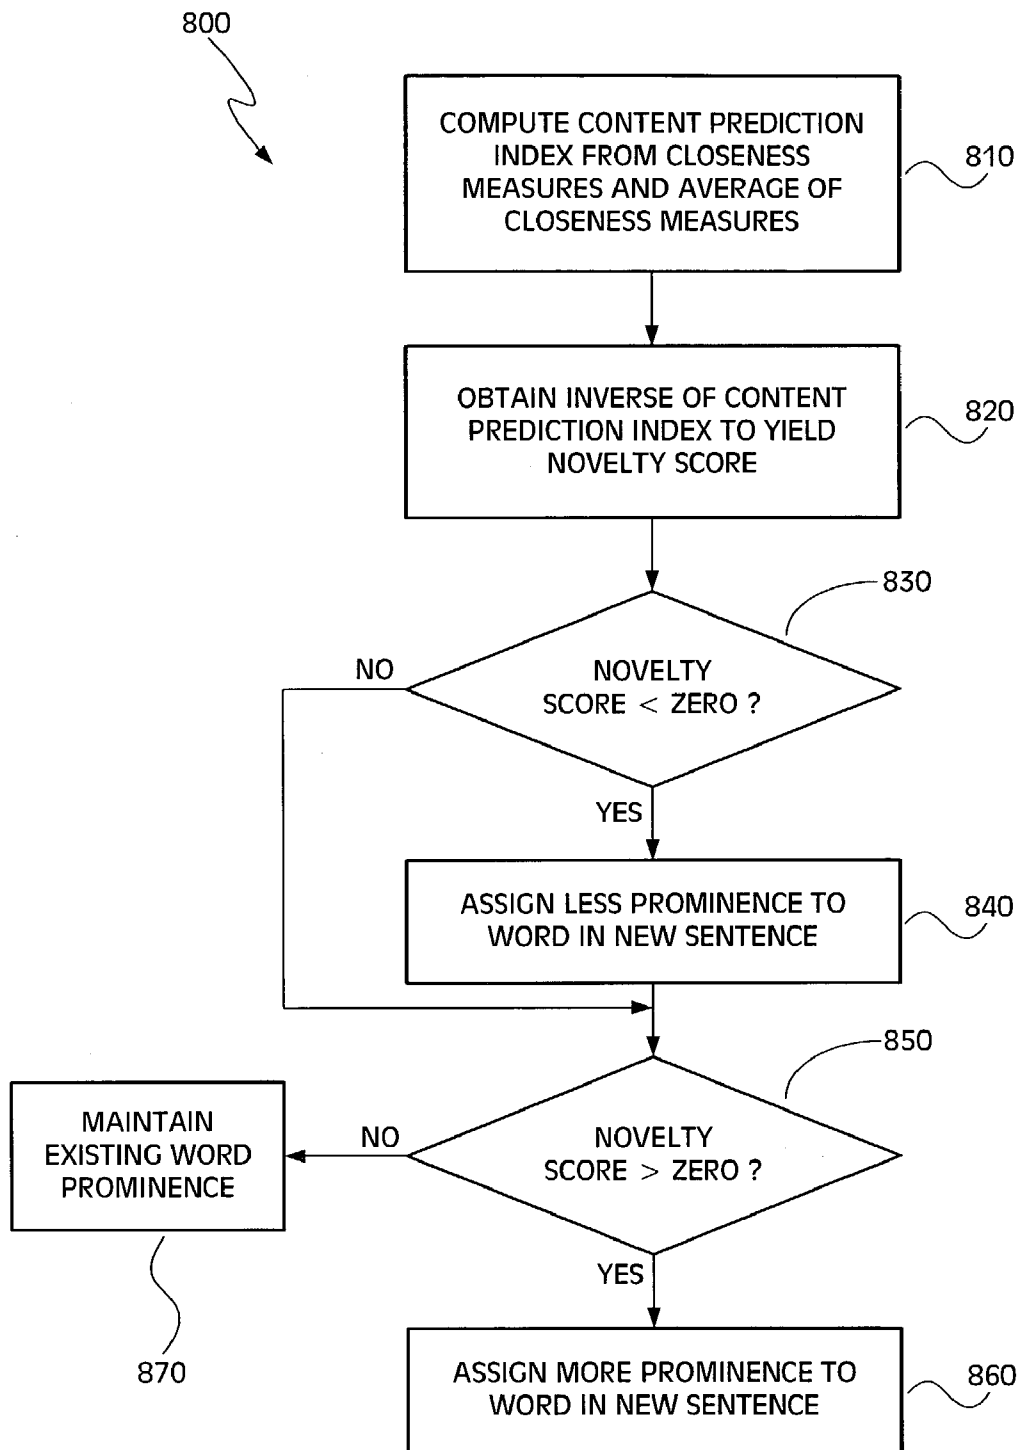 800
COMPUTE CONTENT PREDICTION
INDEX FROM CLOSENESS
MEASURES AND AVERAGE OF
CLOSENESS MEASURES
810
OBTAIN INVERSE OF CONTENT
PREDICTION INDEX TO YIELD
NOVELTY SCORE
820
830
NO
NOVELTY
SCORE < ZERO ?
YES
ASSIGN LESS PROMINENCE TO
WORD IN NEW SENTENCE
840
850
MAINTAIN
EXISTING WORD
PROMINENCE
NO
NOVELTY
SCORE > ZERO ?
YES
870
ASSIGN MORE PROMINENCE TO
WORD IN NEW SENTENCE
860